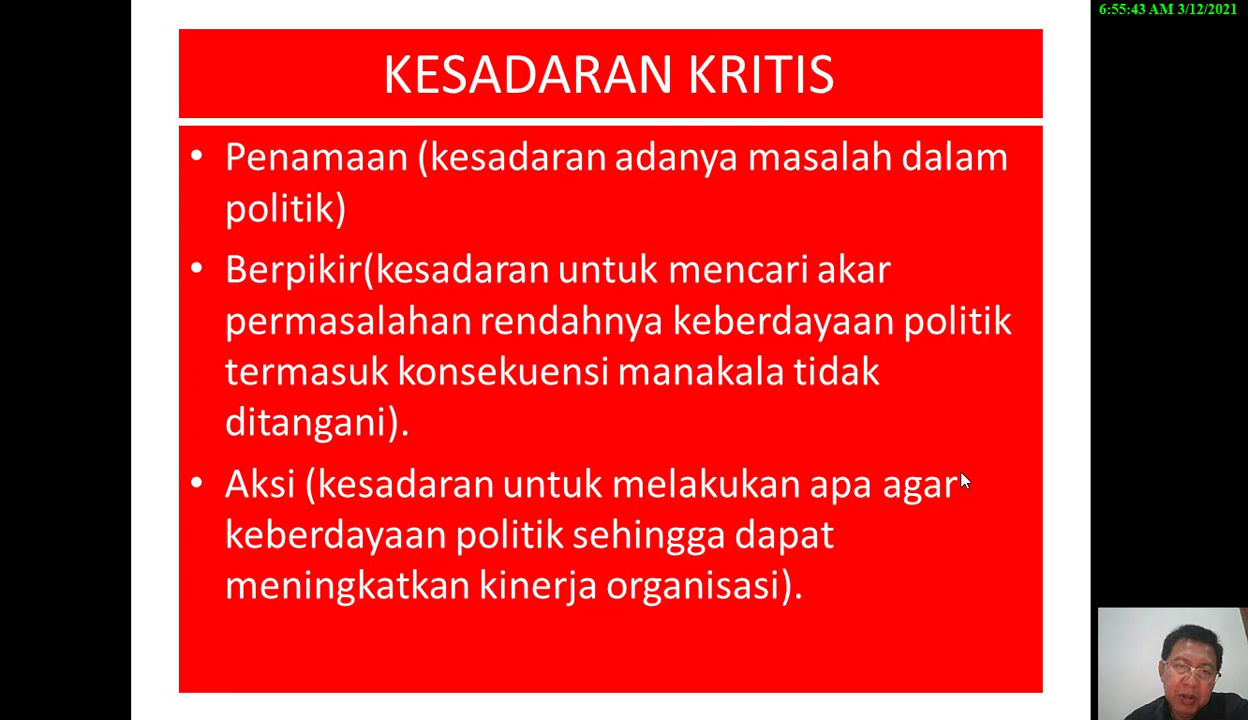 6:55:43 AM 3/12/2021
KESADARAN KRITIS
• Penamaan (kesadaran adanya masalah dalam
politik)
• Berpikir(kesadaran untuk mencari akar
permasalahan rendahnya keberdayaan politik
termasuk konsekuensi manakala tidak
ditangani).
• Aksi (kesadaran untuk melakukan apa agar
keberdayaan politik sehingga dapat
meningkatkan kinerja organisasi).